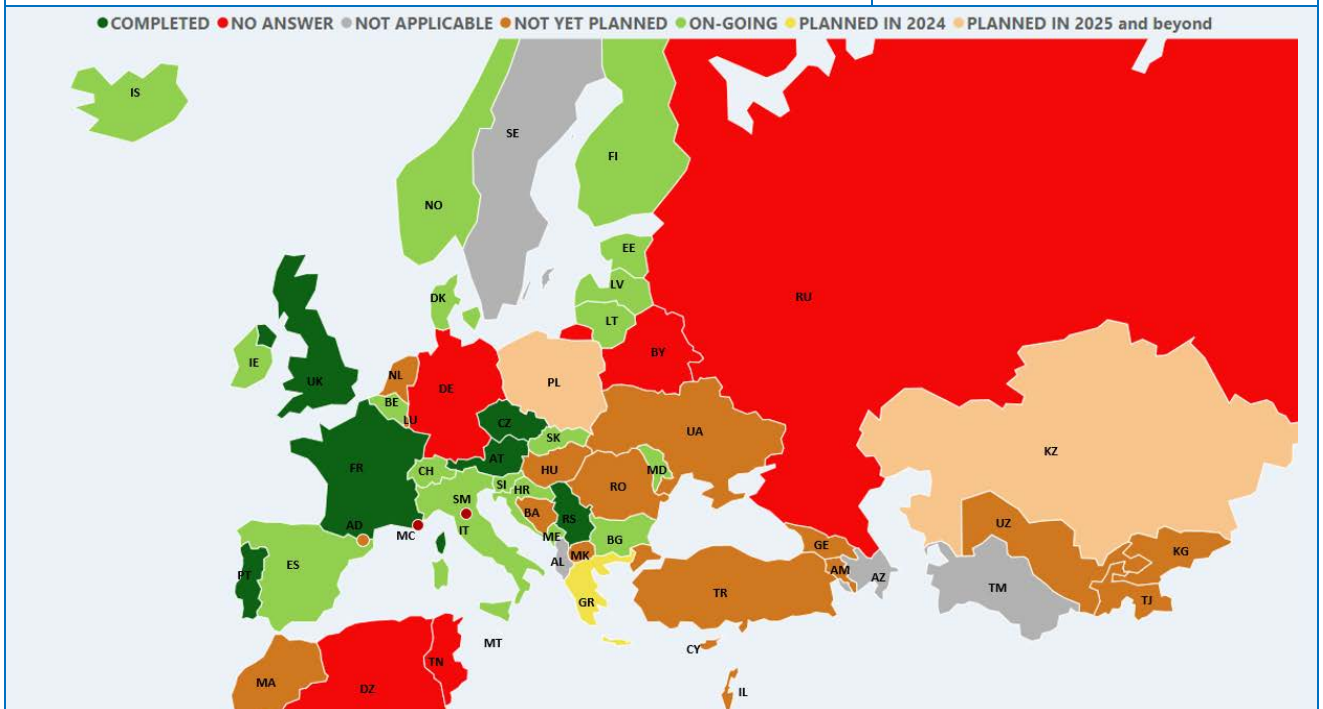 COMPLETED NO ANSWER NOT APPLICABLE NOT YET PLANNED ON-GOING PLANNED IN 2024 PLANNED IN 2025 and beyond
IS
SE
FI
NO
EE
LV
DK
RU
LT
IE
BY
NL
UK
DE
PL
BE
LU
CZ
UA
SK
KZ
FR
AT
CH
HU
MD
SI
RO
HR
SM
BA
RS
UZ
AD
MC
IT
ME
BG
GE
KG
MK
AL
ES
AM
PT
AZ
TM
TR
GR
TJ
MT
CY
TN
MA
DZ
IL